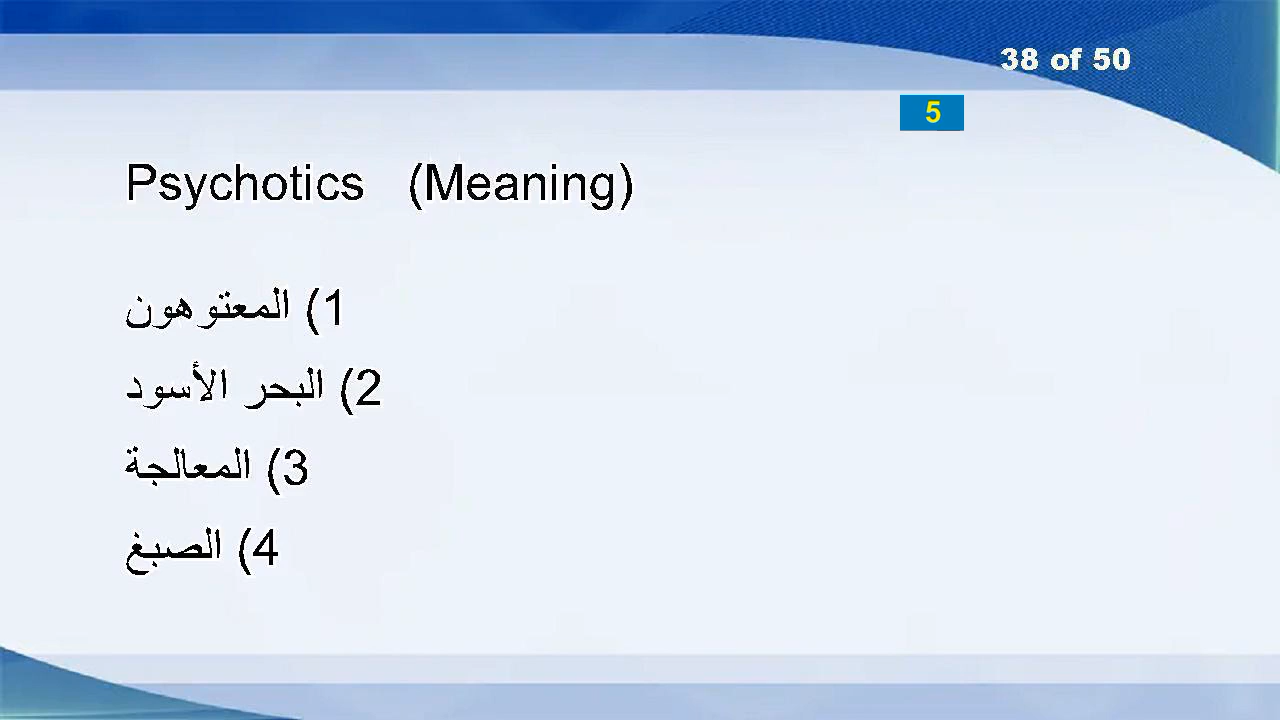 38 of 50
5
Psychotics (Meaning)
1) المعتوهون
2) البحر الأسود
3) المعالجة
4) الصبغ